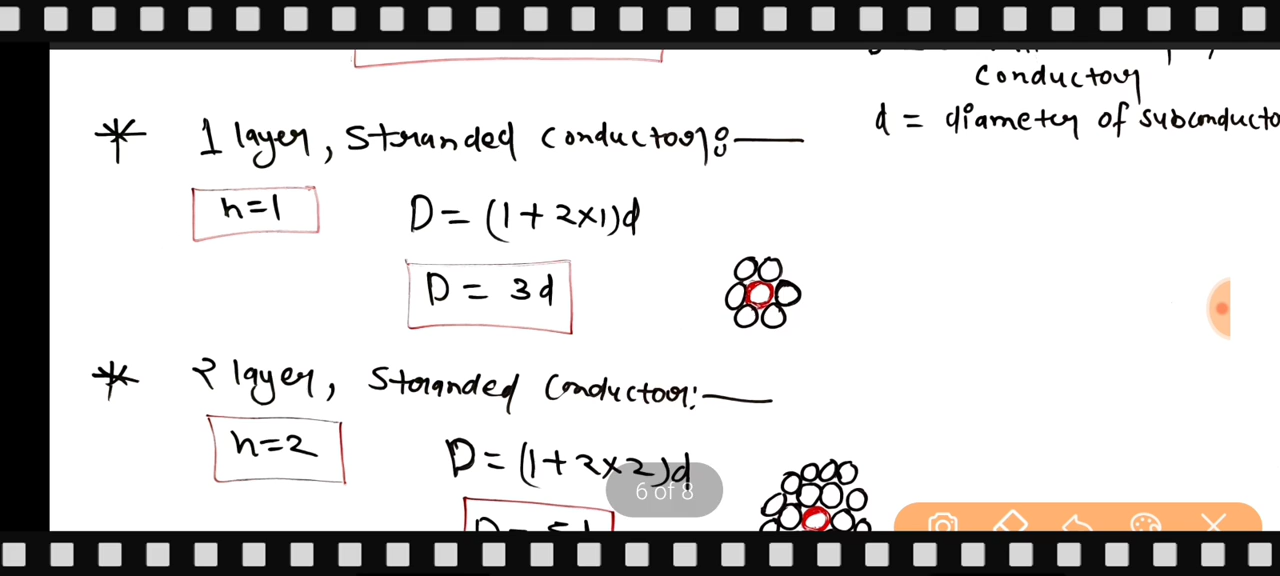 Conductor
d = diameter of subconducto
* 1 layer, Stranded Conductor:—
n=1
D = (1 + 2×1)d
D = 3d
* 2 layer, Stranded Conductor:—
n=2
D = (1 + 2×2)d
6 of 8